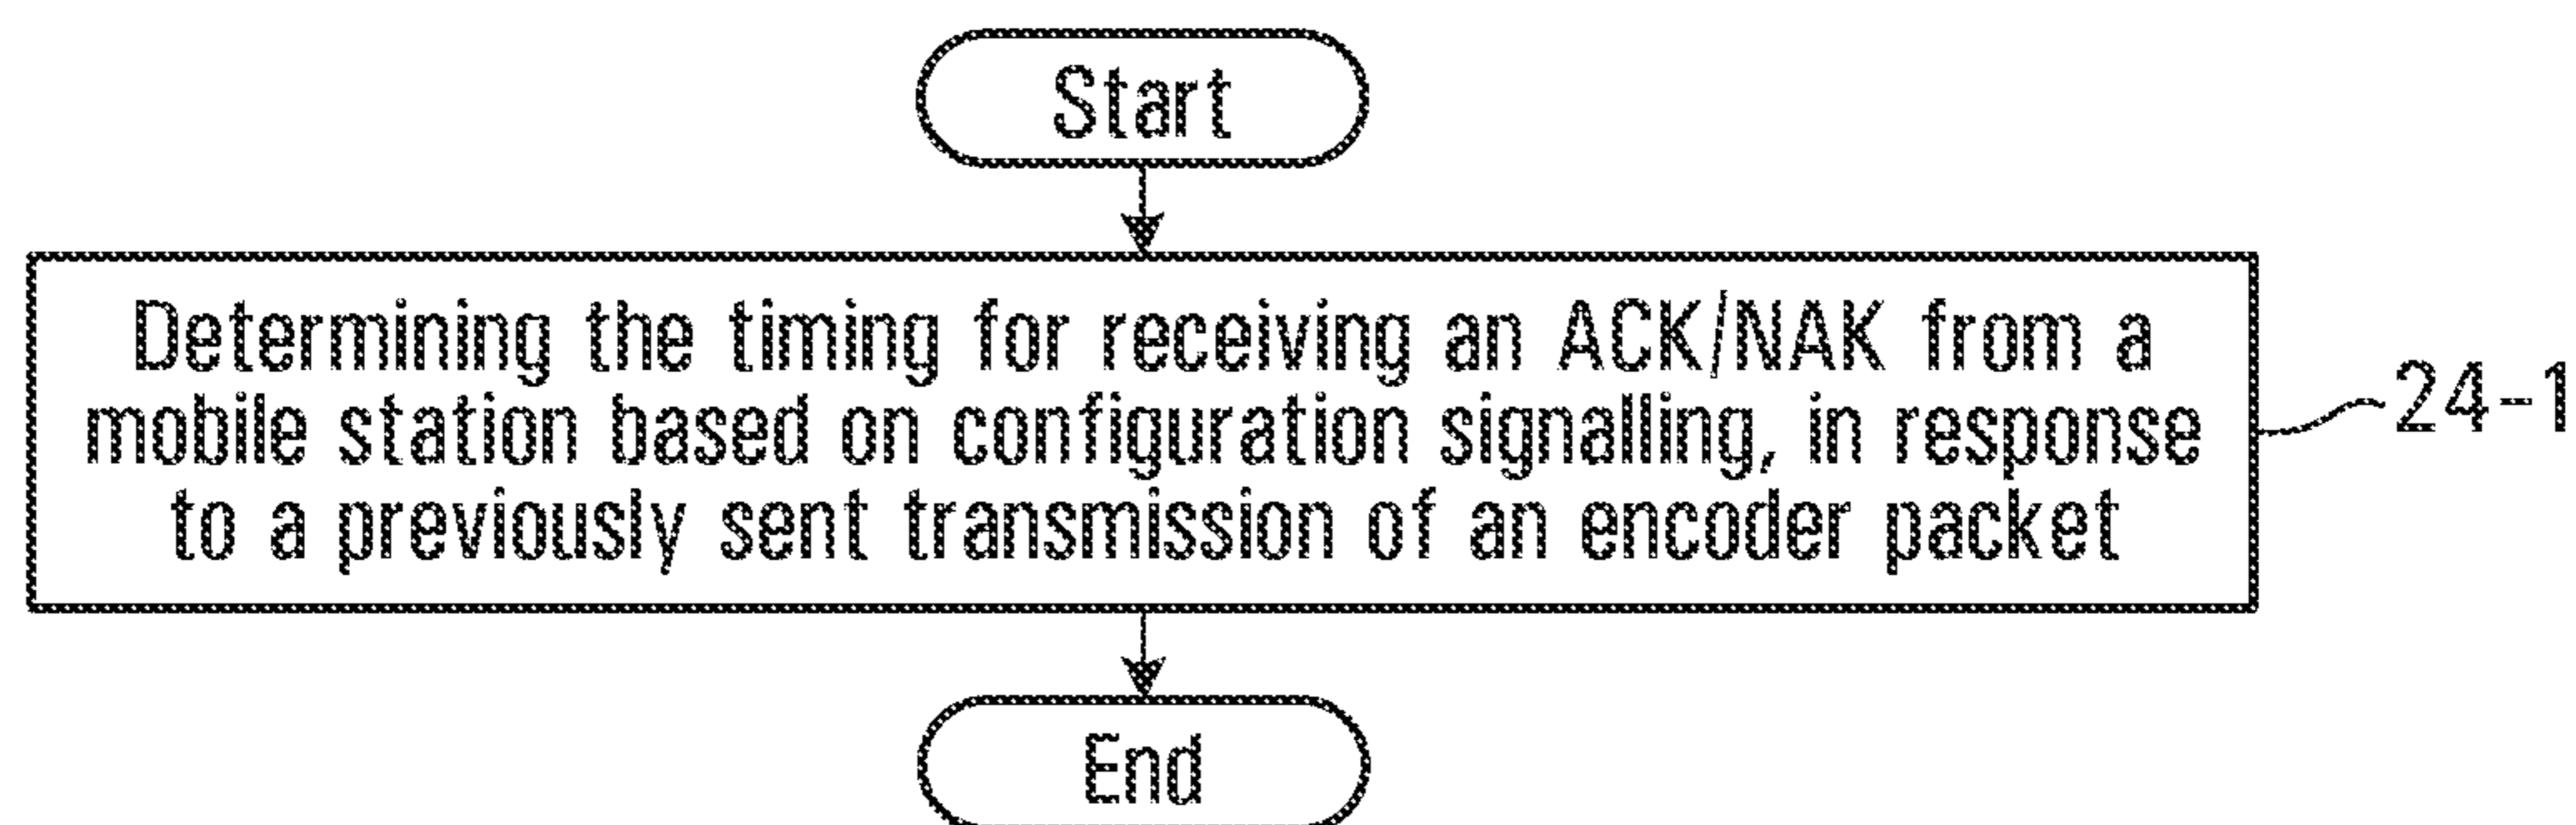 Start
Determining the timing for receiving an ACK/NAK from a
mobile station based on configuration signalling, in response
to a previously sent transmission of an encoder packet
24-1
End